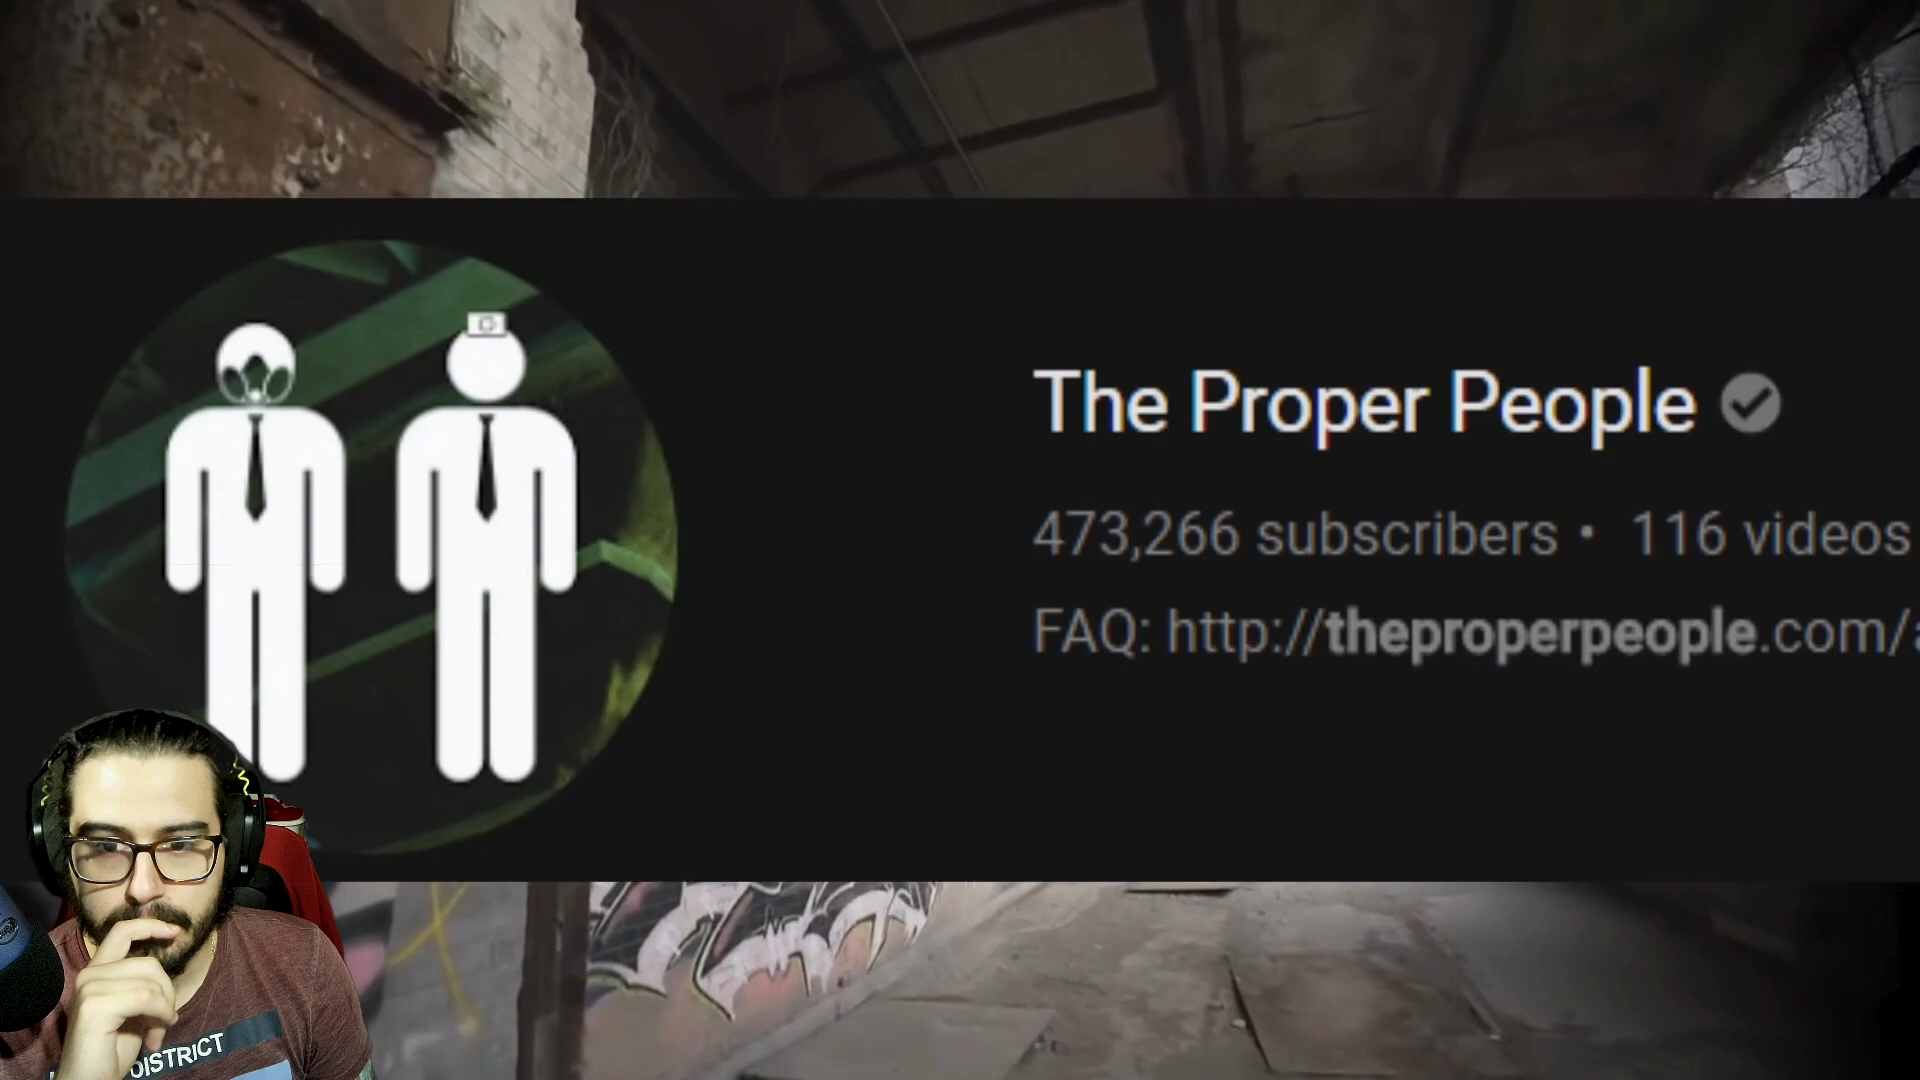 The Proper People
473,266 subscribers • 116 videos
FAQ: http://theproperpeople.com/
DISTRICT